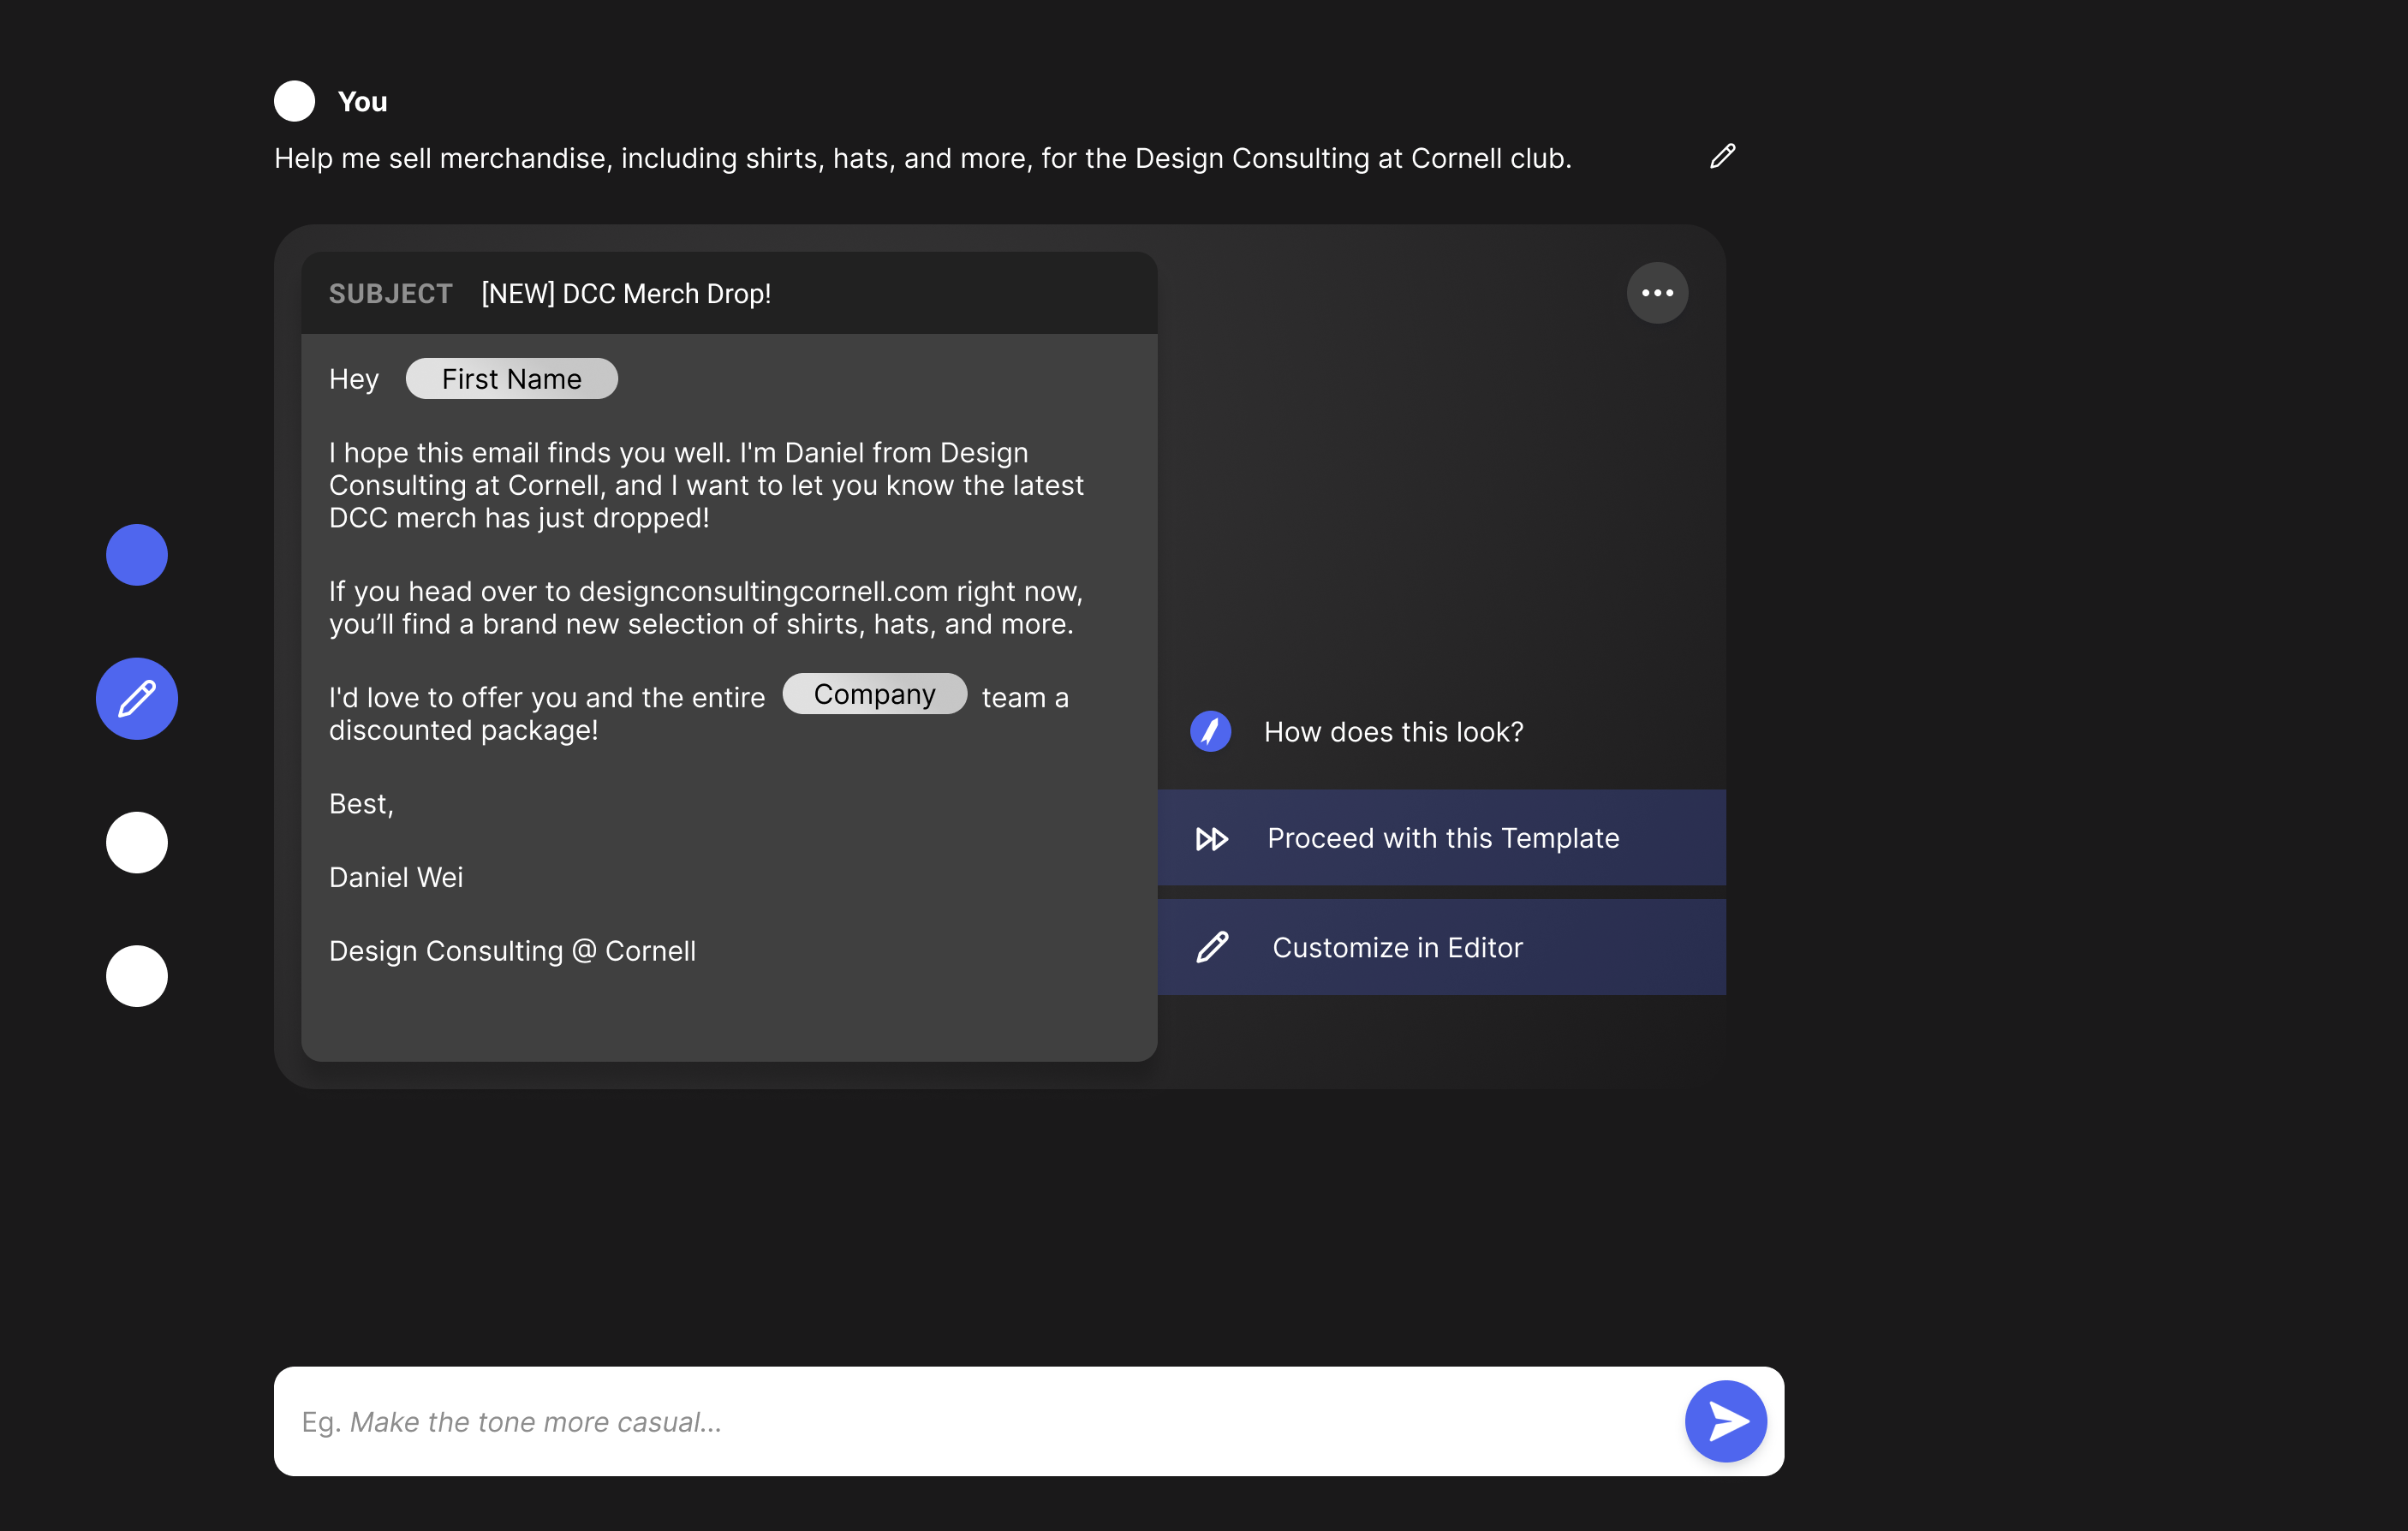 You
Help me sell merchandise, including shirts, hats, and more, for the Design Consulting at Cornell club.
SUBJECT [NEW] DCC Merch Drop!
Hey First Name
I hope this email finds you well. I'm Daniel from Design
Consulting at Cornell, and I want to let you know the latest
DCC merch has just dropped!
If you head over to designconsultingcornell.com right now,
you’ll find a brand new selection of shirts, hats, and more.
I'd love to offer you and the entire Company team a
discounted package!
Best,
Daniel Wei
Design Consulting @ Cornell
How does this look?
Proceed with this Template
Customize in Editor
Eg. Make the tone more casual...